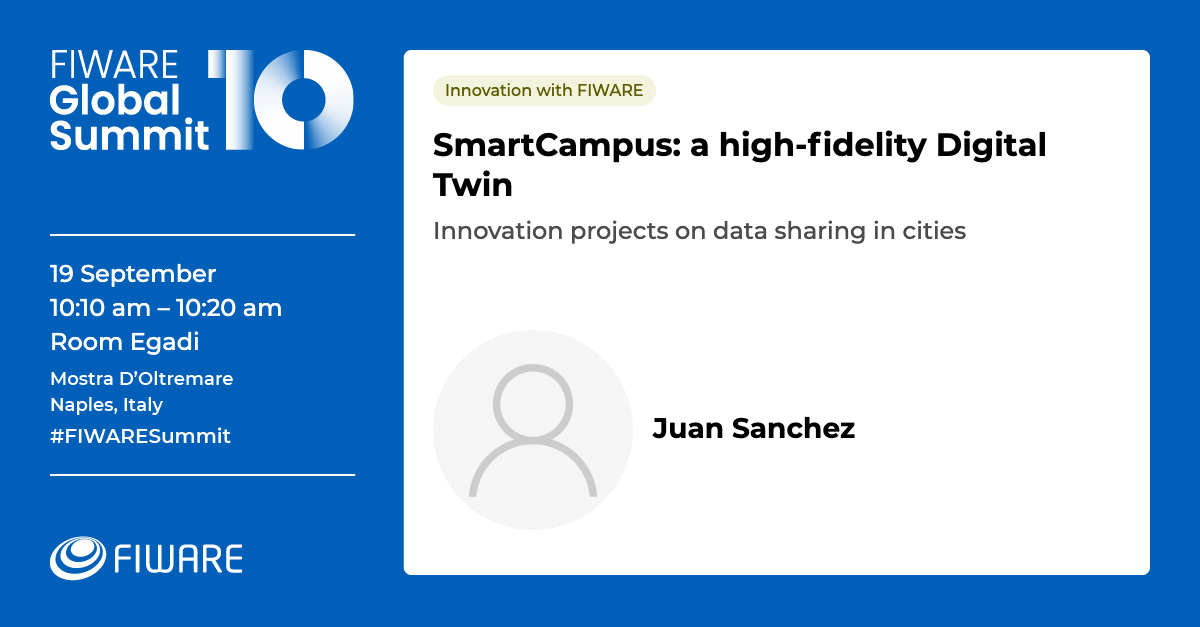 FIWARE
Global
Summit
10
19 September
10:10 am – 10:20 am
Room Egadi
Mostra D’Oltremare
Naples, Italy
#FIWARESummit
FIWARE
Innovation with FIWARE
SmartCampus: a high-fidelity Digital
Twin
Innovation projects on data sharing in cities
Juan Sanchez